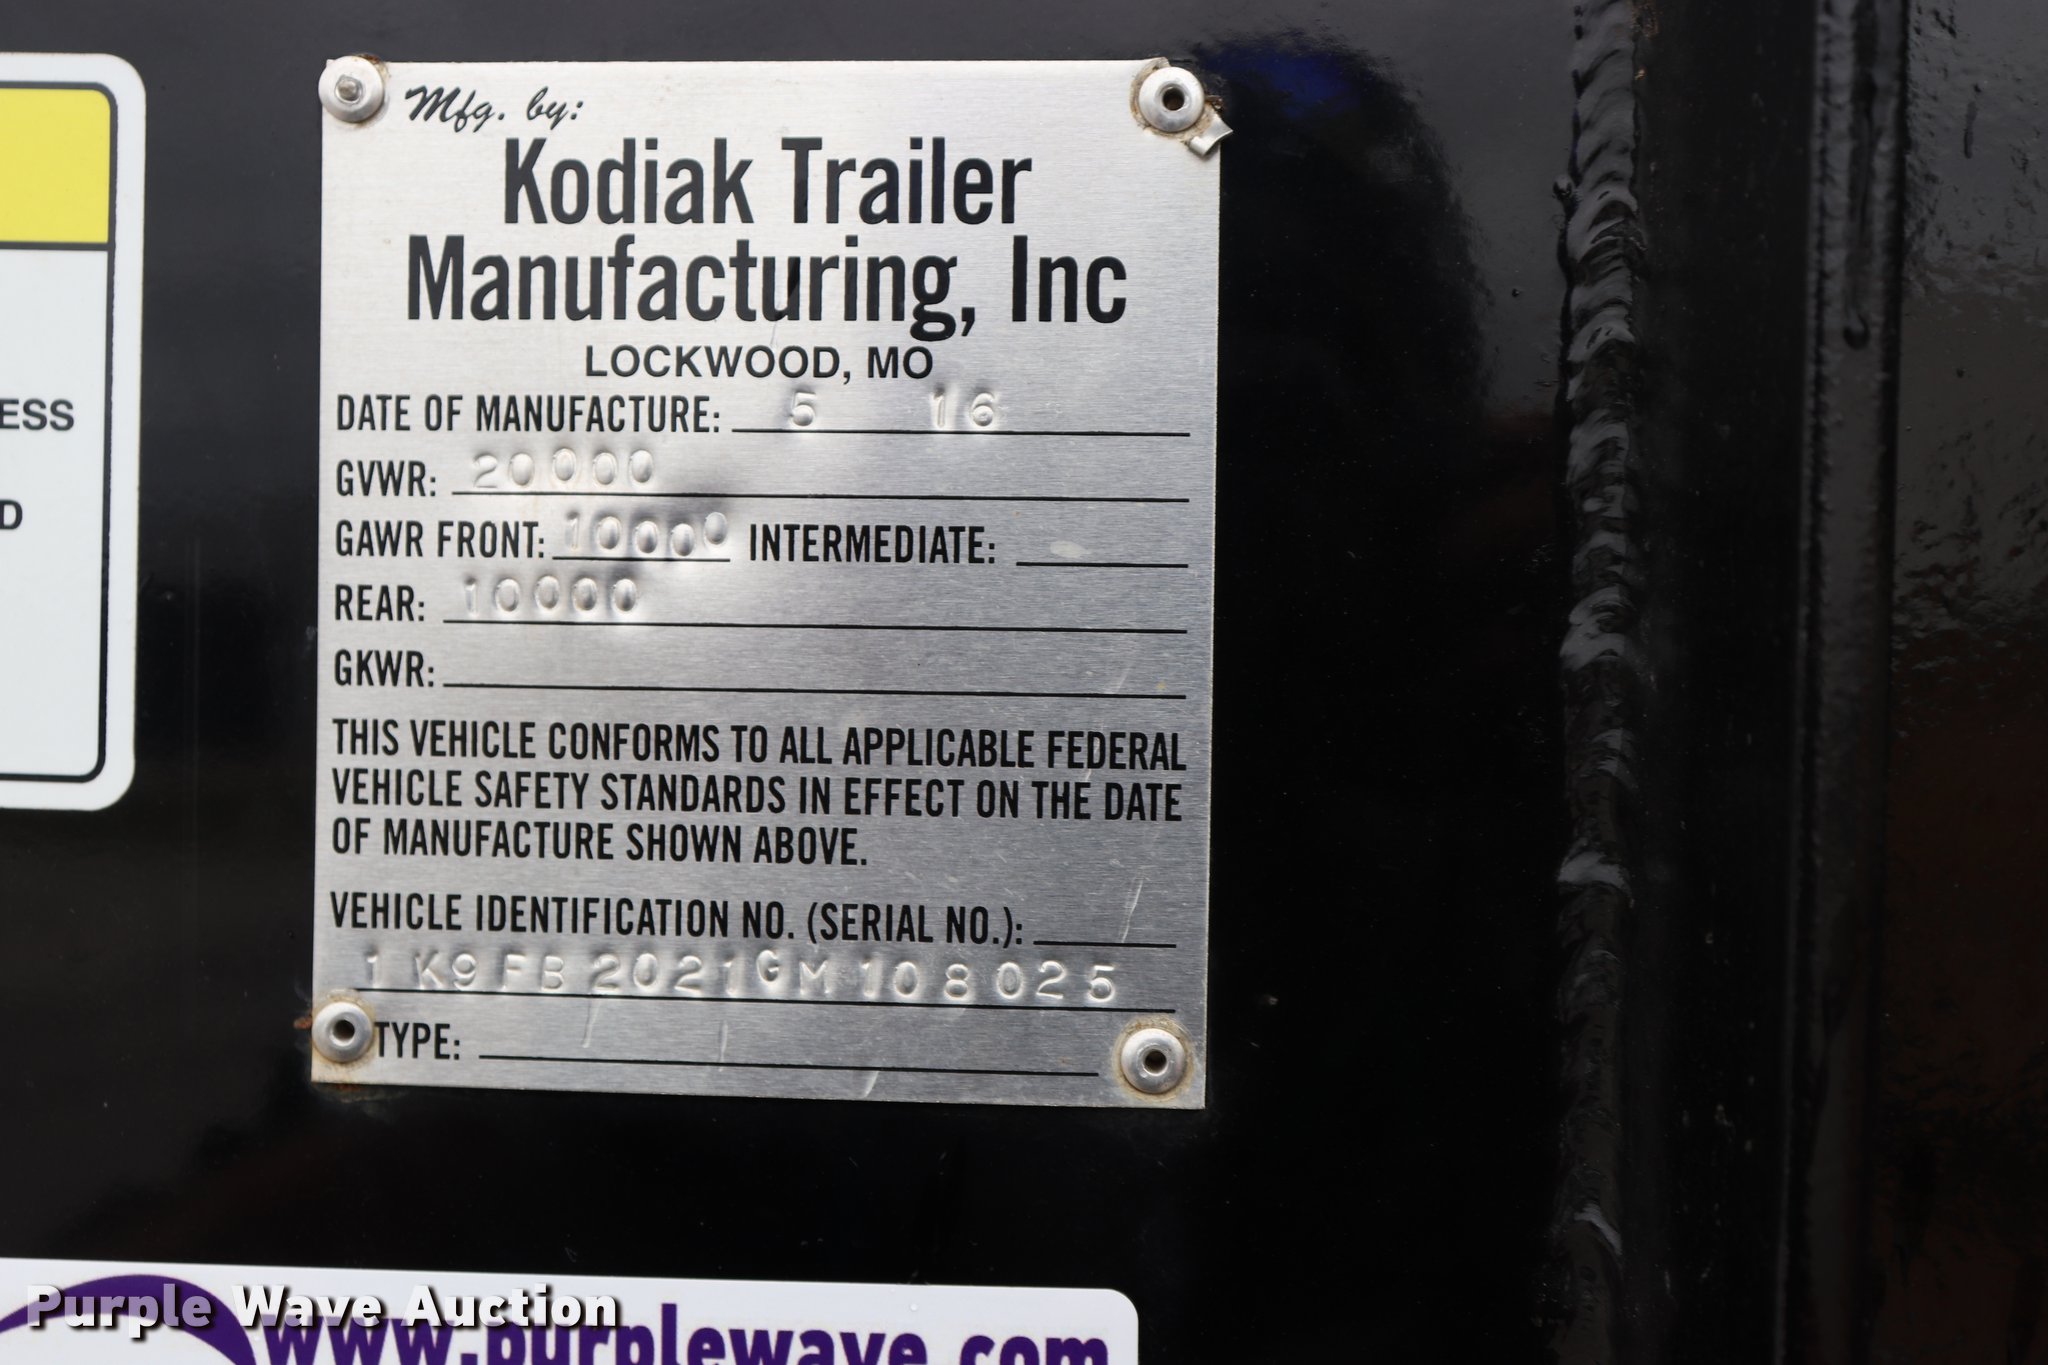 Mfg. by:
Kodiak Trailer
Manufacturing, Inc
LOCKWOOD, MO
DATE OF MANUFACTURE: 5 16
GVWR: 20000
GAWR FRONT: 10000 INTERMEDIATE:
REAR: 10000
GKWR:
THIS VEHICLE CONFORMS TO ALL APPLICABLE FEDERAL
VEHICLE SAFETY STANDARDS IN EFFECT ON THE DATE
OF MANUFACTURE SHOWN ABOVE.
VEHICLE IDENTIFICATION NO. (SERIAL NO.):
1K9FB2021GM108025
TYPE:
ESS
D
Purple Wave Auction
www.purplewave.com